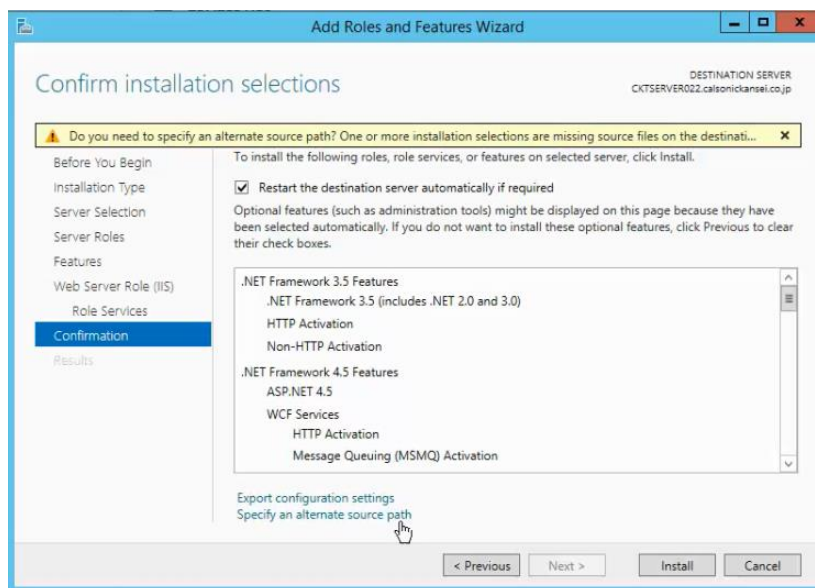 Add Roles and Features Wizard
Confirm installation selections
DESTINATION SERVER
CKTSERVER022.calsonickansei.co.jp
Do you need to specify an alternate source path? One or more installation selections are missing source files on the destinati...
Before You Begin
Installation Type
Server Selection
Server Roles
Features
Web Server Role (IIS)
Role Services
Confirmation
Results
To install the following roles, role services, or features on selected server, click Install.
Restart the destination server automatically if required
Optional features (such as administration tools) might be displayed on this page because they have
been selected automatically. If you do not want to install these optional features, click Previous to clear
their check boxes.
.NET Framework 3.5 Features
.NET Framework 3.5 (includes .NET 2.0 and 3.0)
HTTP Activation
Non-HTTP Activation
.NET Framework 4.5 Features
ASP.NET 4.5
WCF Services
HTTP Activation
Message Queuing (MSMQ) Activation
Export configuration settings
Specify an alternate source path
< Previous
Next >
Install
Cancel